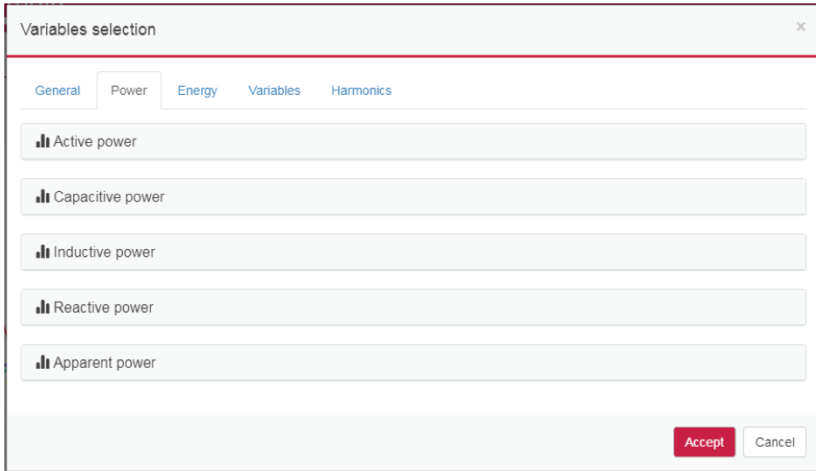 Variables selection
×
General Power Energy Variables Harmonics
Active power
Capacitive power
Inductive power
Reactive power
Apparent power
Accept Cancel